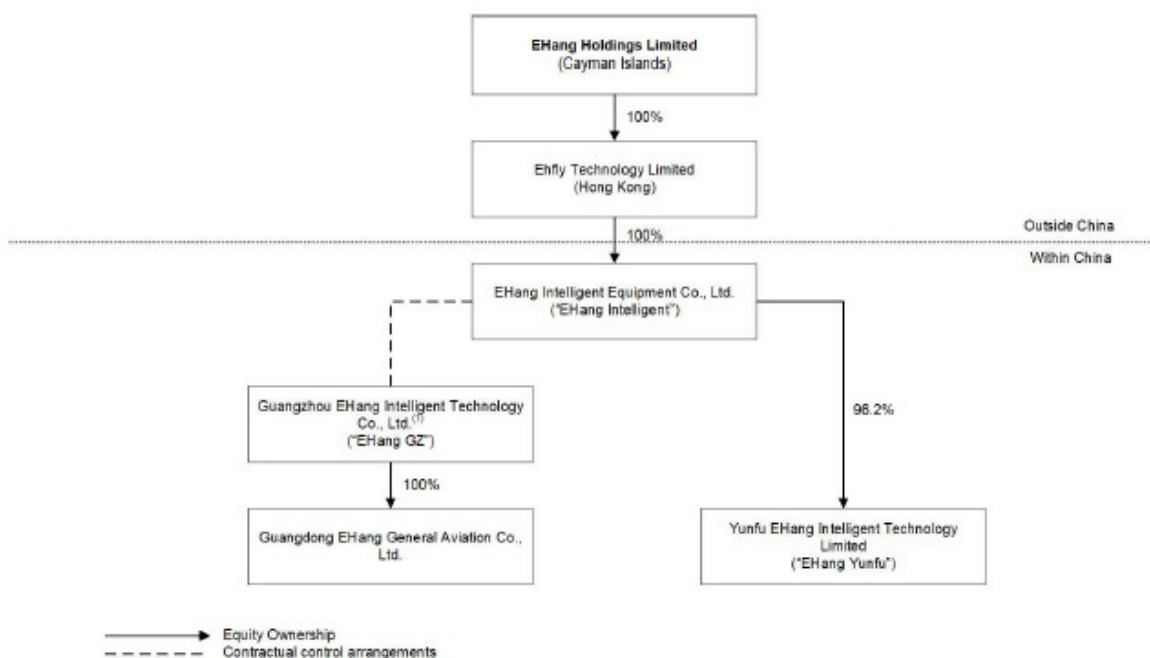 EHang Holdings Limited
(Cayman Islands)
100%
Ehfly Technology Limited
(Hong Kong)
Outside China
100%
Within China
EHang Intelligent Equipment Co., Ltd.
("EHang Intelligent")
Guangzhou EHang Intelligent Technology
Co., Ltd.(1)
("EHang GZ")
96.2%
100%
Guangdong EHang General Aviation Co.,
Ltd.
Yunfu EHang Intelligent Technology
Limited
("EHang Yunfu")
Equity Ownership
Contractual control arrangements